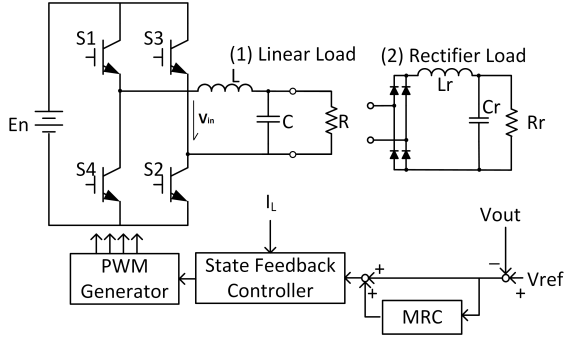 S1
S3
(1) Linear Load
(2) Rectifier Load
L
Lr
En
Vin
C
R
Cr
Rr
S4
S2
IL
Vout
PWM
Generator
State Feedback
Controller
+
+
−
+
Vref
MRC